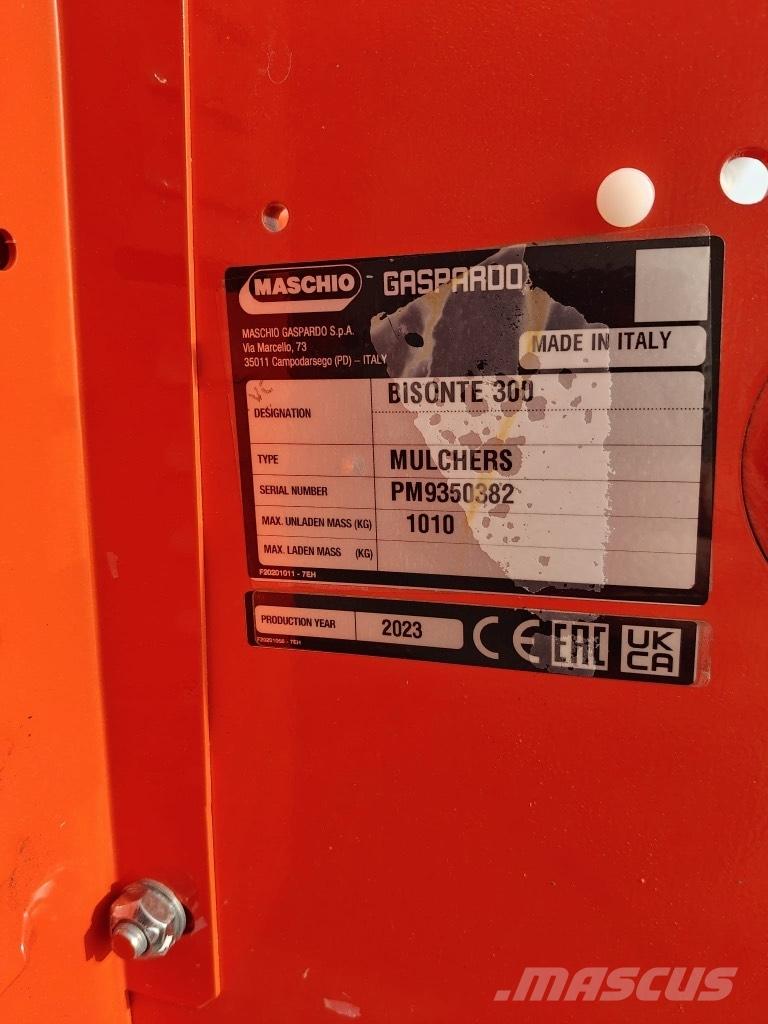 MASCHIO GASPARDO
MASCHIO GASPARDO S.p.A.
Via Marcello, 73
35011 Campodarsego (PD) – ITALY
MADE IN ITALY
DESIGNATION BISONTE 300
TYPE MULCHERS
SERIAL NUMBER PM9350382
MAX. UNLADEN MASS (KG) 1010
MAX. LADEN MASS (KG)
F20201011 - 7EH
PRODUCTION YEAR 2023 CE EAC UK CA
.MASCUS